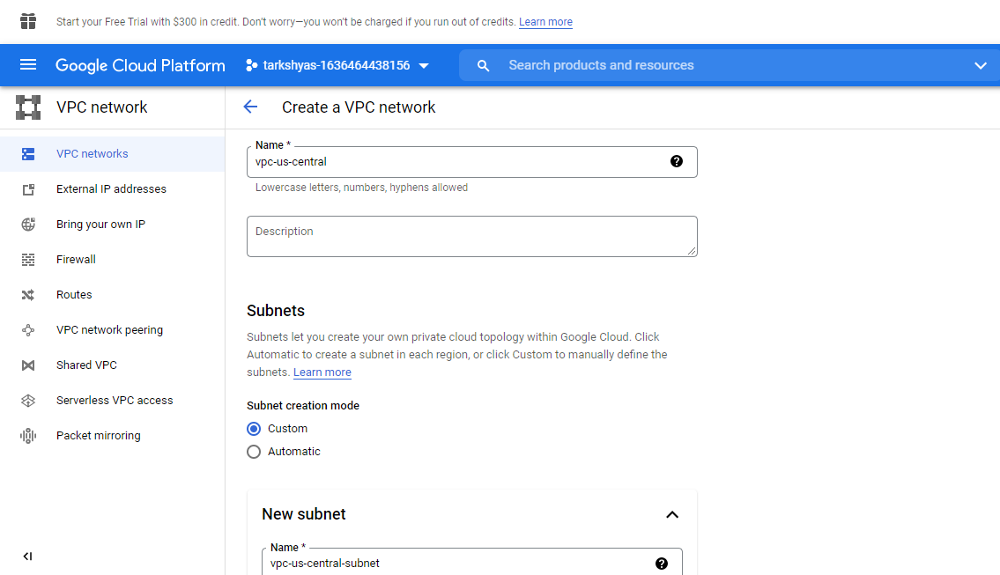 Start your Free Trial with $300 in credit. Don't worry—you won't be charged if you run out of credits. Learn more
Google Cloud Platform
tarkshyas-1636464438156
Search products and resources
VPC network
Create a VPC network
VPC networks
External IP addresses
Bring your own IP
Firewall
Routes
VPC network peering
Shared VPC
Serverless VPC access
Packet mirroring
Name *
vpc-us-central
Lowercase letters, numbers, hyphens allowed
Description
Subnets
Subnets let you create your own private cloud topology within Google Cloud. Click
Automatic to create a subnet in each region, or click Custom to manually define the
subnets. Learn more
Subnet creation mode
Custom
Automatic
New subnet
Name *
vpc-us-central-subnet